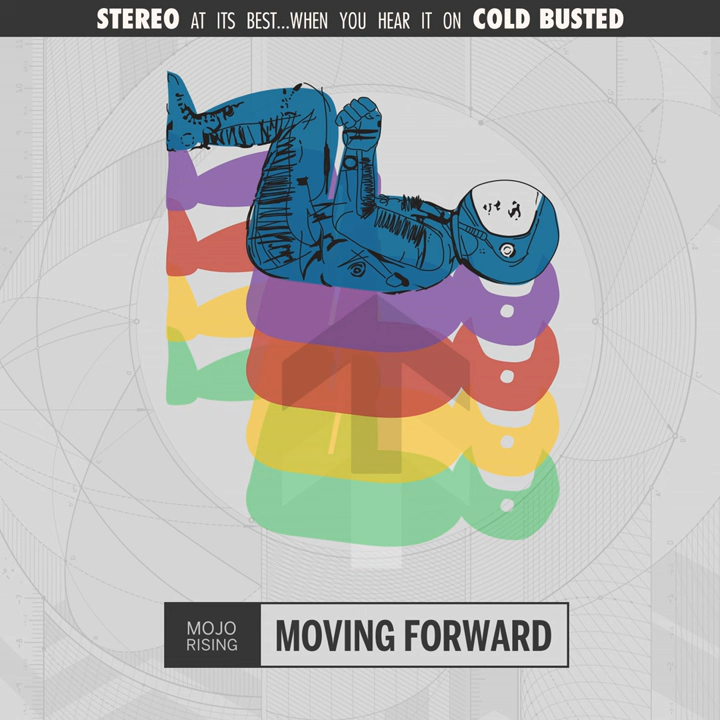 STEREO AT ITS BEST...WHEN YOU HEAR IT ON COLD BUSTED
MOJO
RISING
MOVING FORWARD